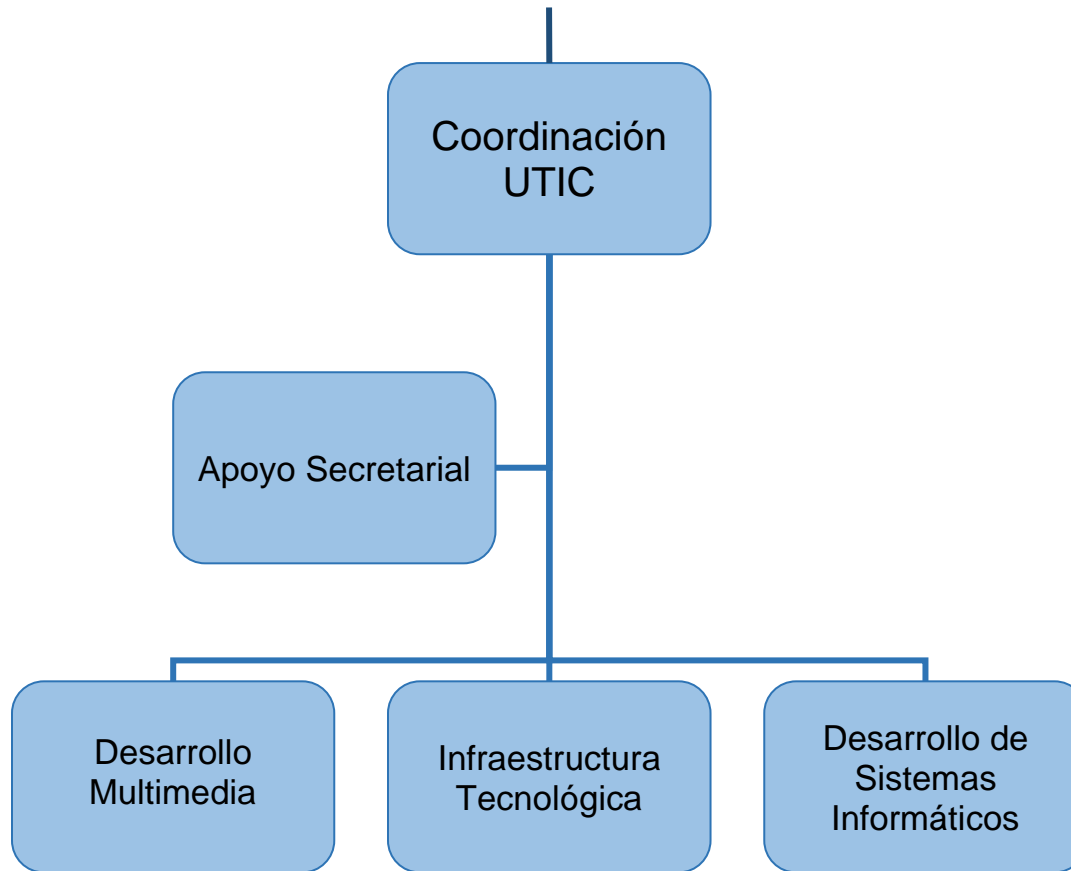 Coordinación
UTIC
Apoyo Secretarial
Desarrollo
Multimedia
Infraestructura
Tecnológica
Desarrollo de
Sistemas
Informáticos